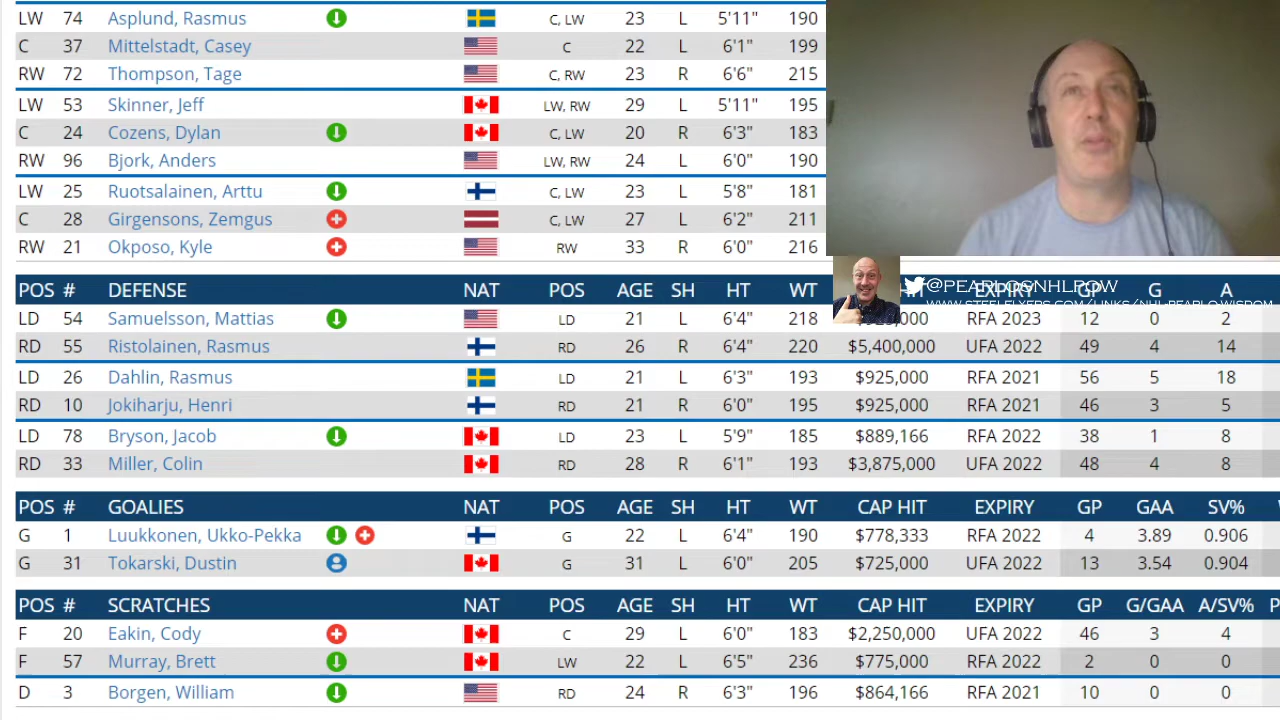 LW 74 Asplund, Rasmus C, LW 23 L 5'11" 190
C 37 Mittelstadt, Casey C 22 L 6'1" 199
RW 72 Thompson, Tage C, RW 23 R 6'6" 215
LW 53 Skinner, Jeff LW, RW 29 L 5'11" 195
C 24 Cozens, Dylan C, LW 20 R 6'3" 183
RW 96 Bjork, Anders LW, RW 24 L 6'0" 190
LW 25 Ruotsalainen, Arttu C, LW 23 L 5'8" 181
C 28 Girgensons, Zemgus C, LW 27 L 6'2" 211
RW 21 Okposo, Kyle RW 33 R 6'0" 216
@PEARLOSNHLPOW
POS # DEFENSE NAT POS AGE SH HT WT EXPIRY GP G A
WWW.STEELFLYERS.COM/LINKS/NHL-PEARLOWISDOM
LD 54 Samuelsson, Mattias LD 21 L 6'4" 218 RFA 2023 12 0 2
RD 55 Ristolainen, Rasmus RD 26 R 6'4" 220 $5,400,000 UFA 2022 49 4 14
LD 26 Dahlin, Rasmus LD 21 L 6'3" 193 $925,000 RFA 2021 56 5 18
RD 10 Jokiharju, Henri RD 21 R 6'0" 195 $925,000 RFA 2021 46 3 5
LD 78 Bryson, Jacob LD 23 L 5'9" 185 $889,166 RFA 2022 38 1 8
RD 33 Miller, Colin RD 28 R 6'1" 193 $3,875,000 UFA 2022 48 4 8
POS # GOALIES NAT POS AGE SH HT WT CAP HIT EXPIRY GP GAA SV%
G 1 Luukkonen, Ukko-Pekka G 22 L 6'4" 190 $778,333 RFA 2022 4 3.89 0.906
G 31 Tokarski, Dustin G 31 L 6'0" 205 $725,000 UFA 2022 13 3.54 0.904
POS # SCRATCHES NAT POS AGE SH HT WT CAP HIT EXPIRY GP G/GAA A/SV% P
F 20 Eakin, Cody C 29 L 6'0" 183 $2,250,000 UFA 2022 46 3 4
F 57 Murray, Brett LW 22 L 6'5" 236 $775,000 RFA 2022 2 0 0
D 3 Borgen, William RD 24 R 6'3" 196 $864,166 RFA 2021 10 0 0